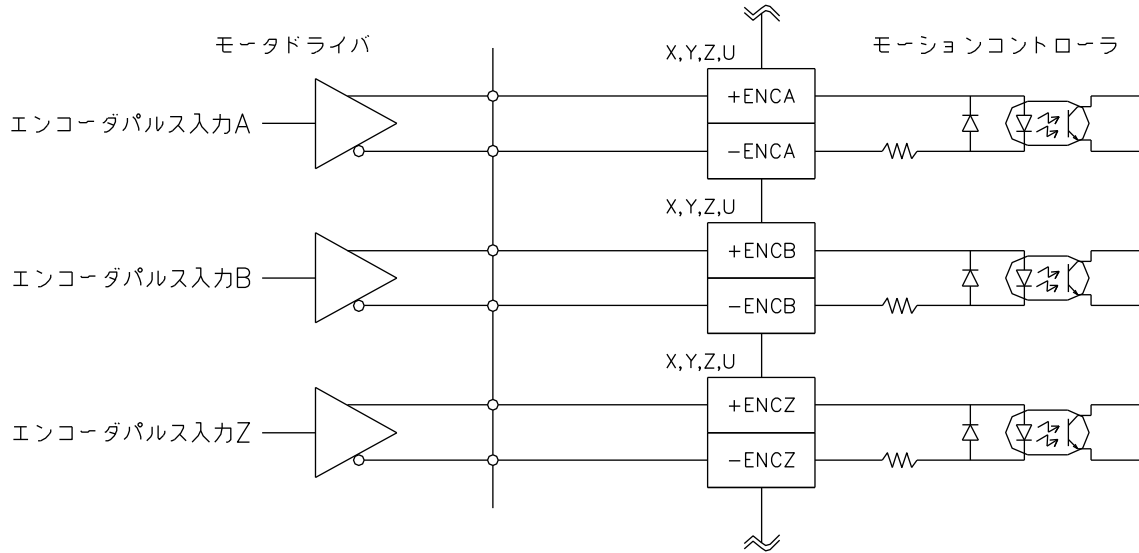 モータドライバ
モーションコントローラ
X,Y,Z,U
+ENCA
エンコーダパルス入力A
-ENCA
X,Y,Z,U
+ENCB
エンコーダパルス入力B
-ENCB
X,Y,Z,U
+ENCZ
エンコーダパルス入力Z
-ENCZ